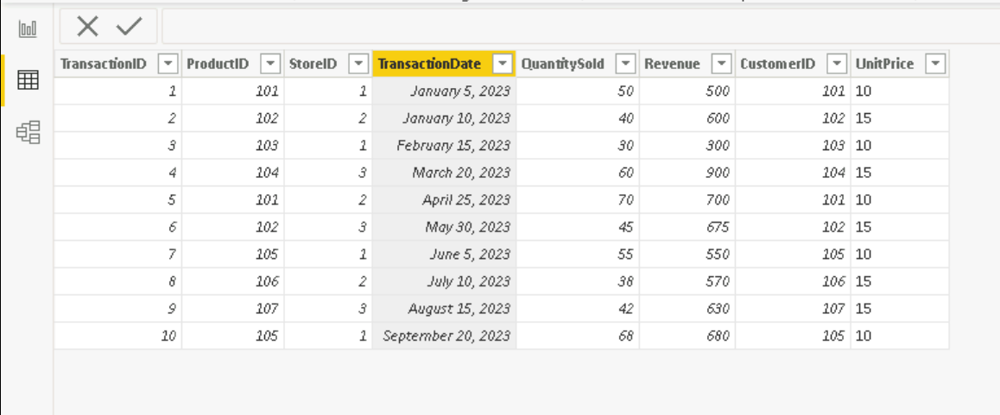 TransactionID ProductID StoreID TransactionDate QuantitySold Revenue CustomerID UnitPrice
1 101 1 January 5, 2023 50 500 101 10
2 102 2 January 10, 2023 40 600 102 15
3 103 1 February 15, 2023 30 300 103 10
4 104 3 March 20, 2023 60 900 104 15
5 101 2 April 25, 2023 70 700 101 10
6 102 3 May 30, 2023 45 675 102 15
7 105 1 June 5, 2023 55 550 105 10
8 106 2 July 10, 2023 38 570 106 15
9 107 3 August 15, 2023 42 630 107 15
10 105 1 September 20, 2023 68 680 105 10